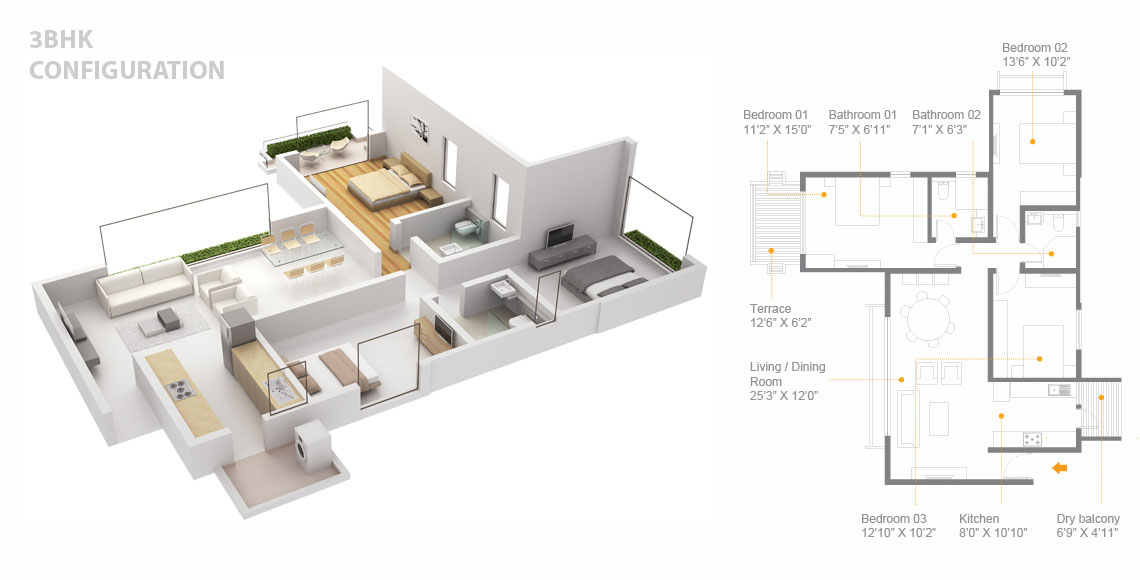 3BHK
CONFIGURATION
Bedroom 02
13’6” X 10’2”
Bedroom 01
11’2” X 15’0”
Bathroom 01
7’5” X 6’11”
Bathroom 02
7’1” X 6’3”
Terrace
12’6” X 6’2”
Living / Dining
Room
25’3” X 12’0”
Bedroom 03
12’10” X 10’2”
Kitchen
8’0” X 10’10”
Dry balcony
6’9” X 4’11”